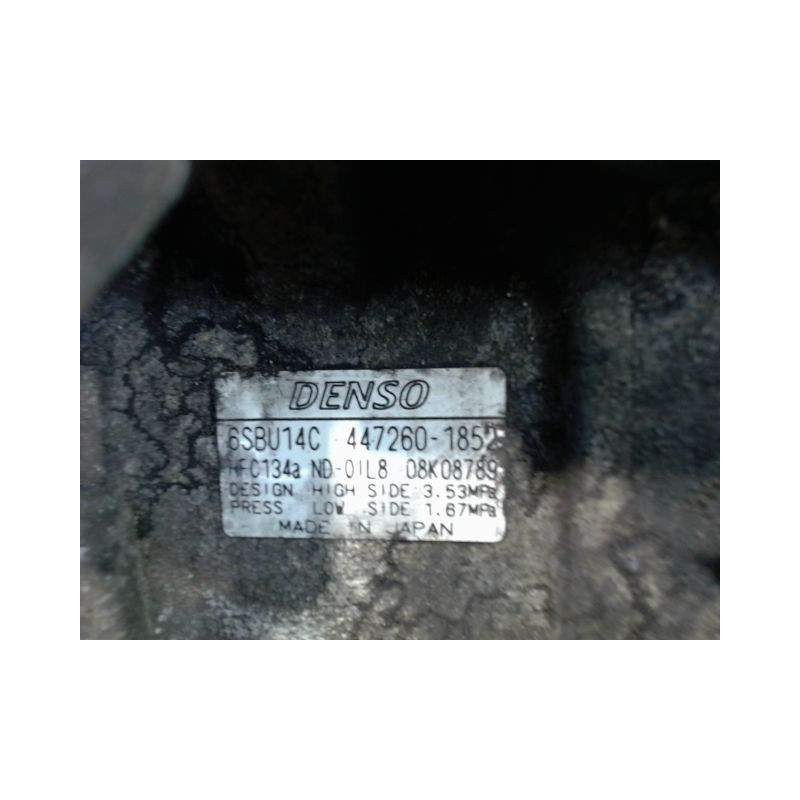 DENSO
6SBU14C 447260-1852
HFC134a ND-OIL8 08K08789
DESIGN HIGH SIDE 3.53MPa
PRESS LOW SIDE 1.67MPa
MADE IN JAPAN